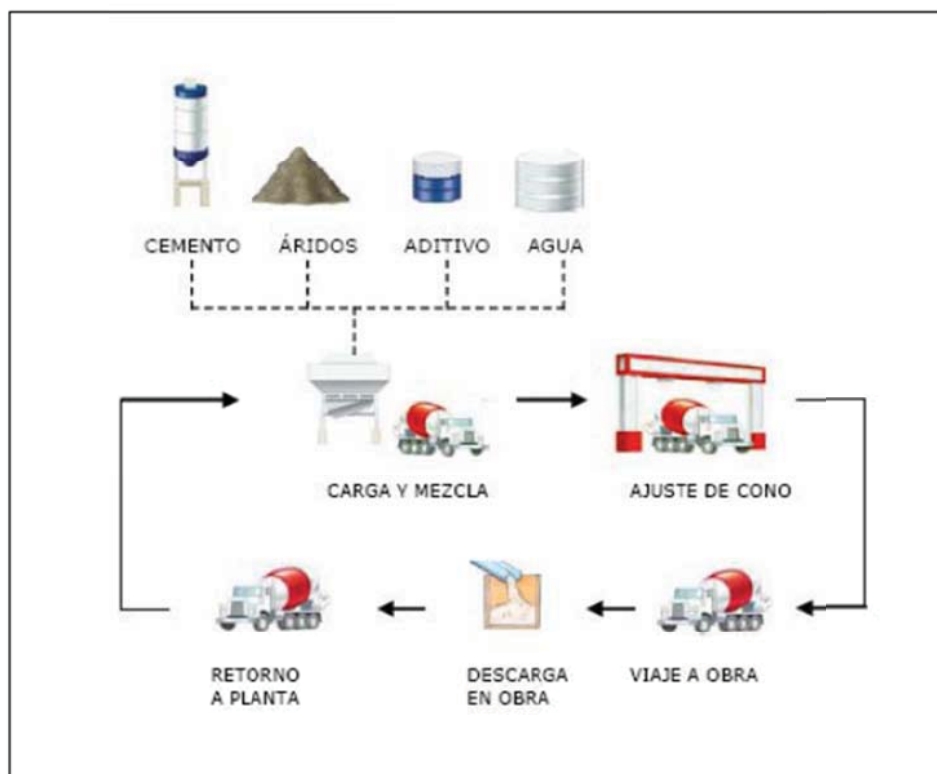 CEMENTO
ÁRIDOS
ADITIVO
AGUA
CARGA Y MEZCLA
AJUSTE DE CONO
RETORNO
A PLANTA
DESCARGA
EN OBRA
VIAJE A OBRA